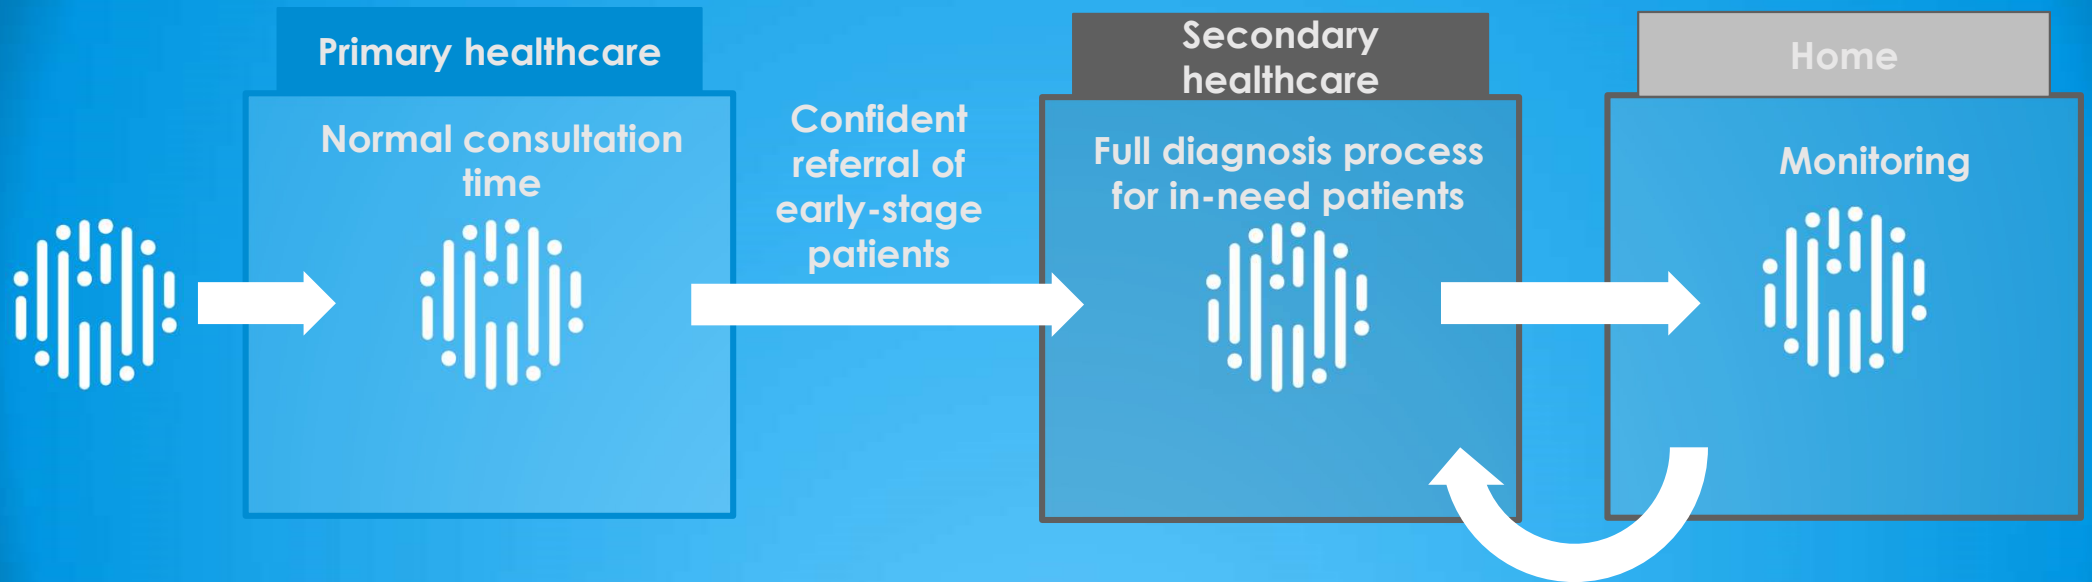 Primary healthcare
Normal consultation
time
Confident
referral of
early-stage
patients
Secondary
healthcare
Full diagnosis process
for in-need patients
Home
Monitoring